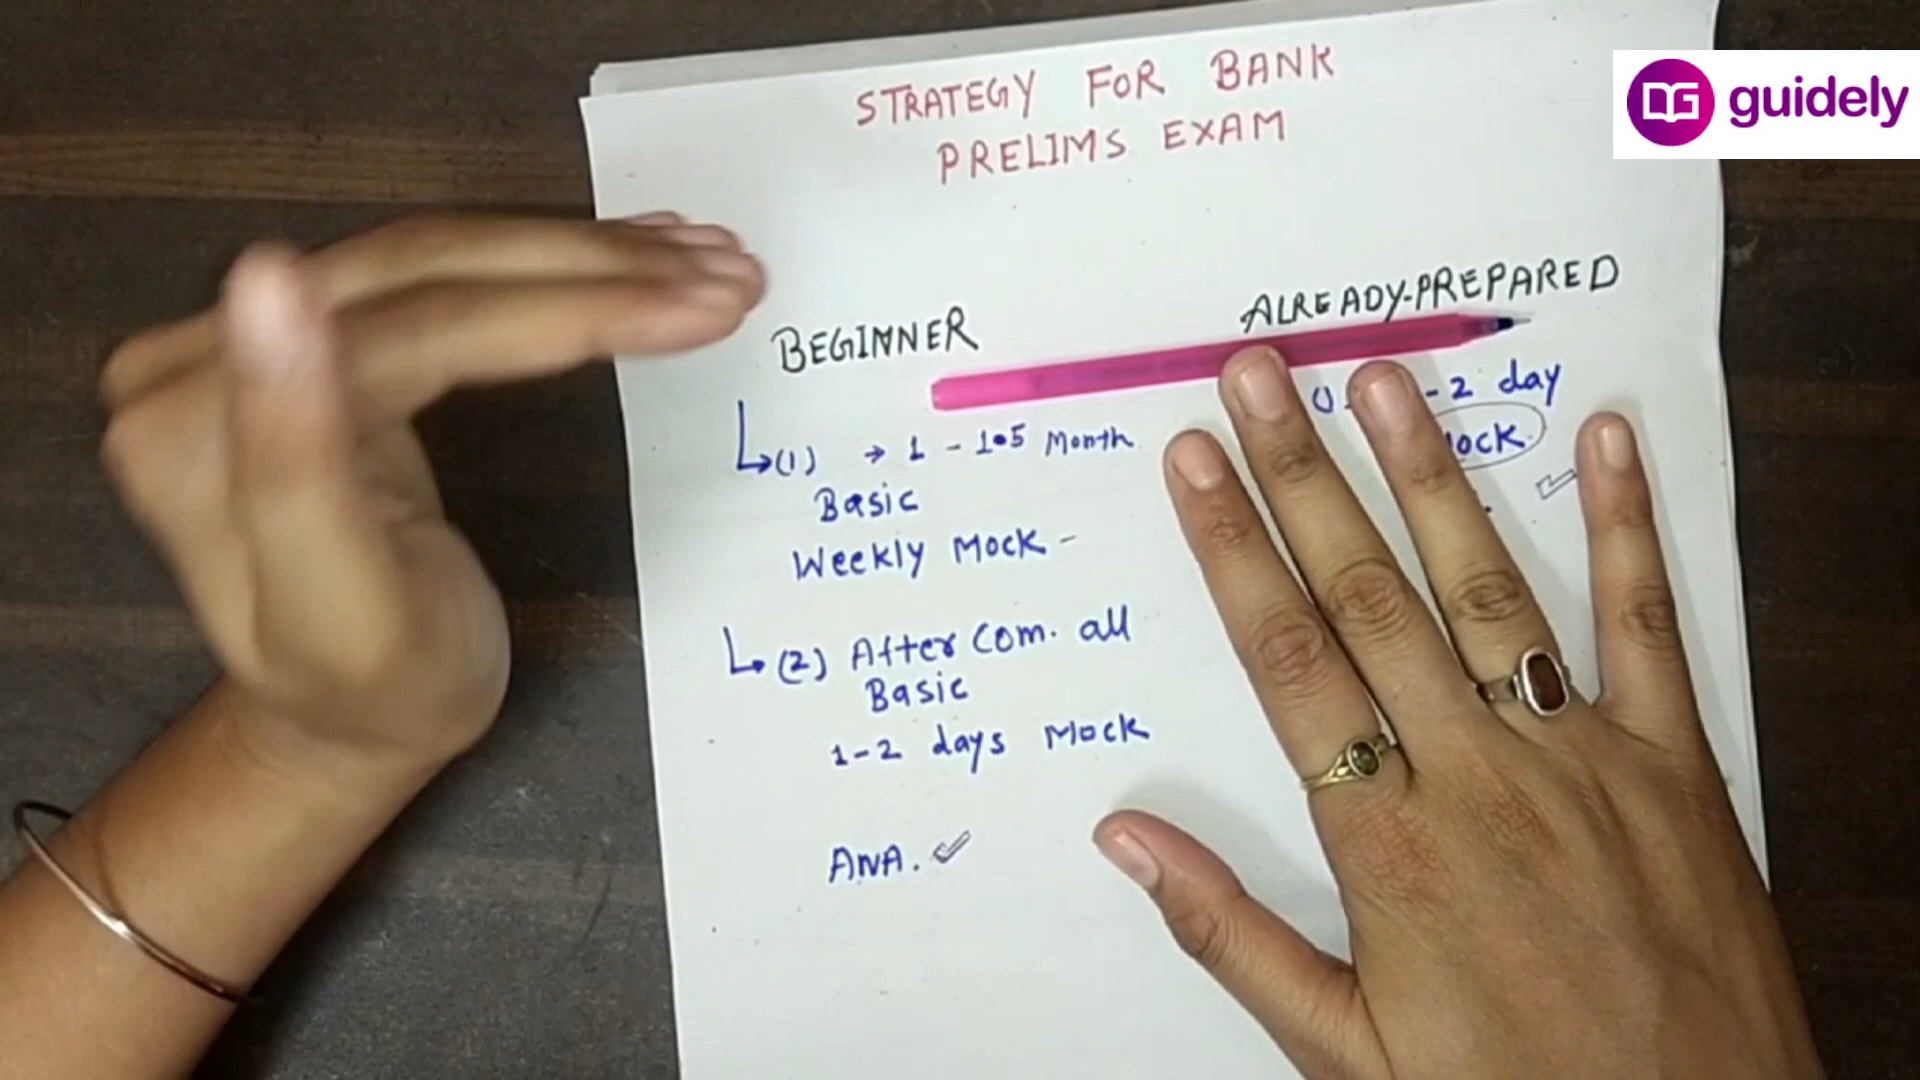 STRATEGY FOR BANK
PRELIMS EXAM
guidely
BEGINNER
(1) → 1 - 1.5 Month
Basic
Weekly Mock -
(2) After Com. all
Basic
1-2 days Mock
ANA. ✓
ALREADY-PREPARED
-2 day